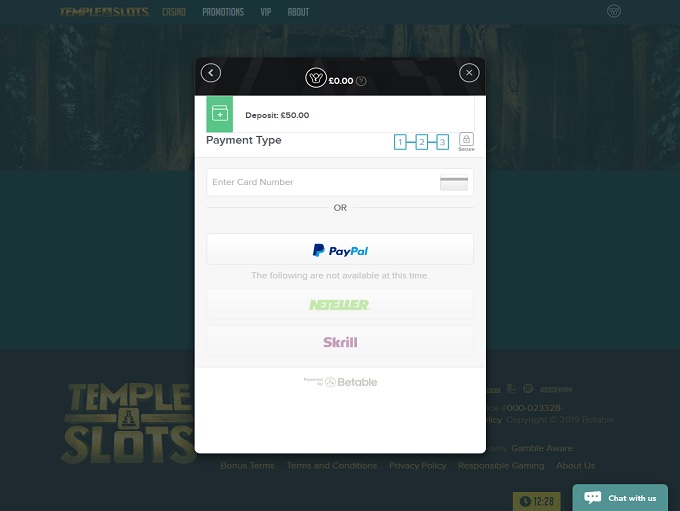 TEMPLE SLOTS CASINO PROMOTIONS VIP ABOUT
£0.00 ?
Deposit: £50.00
Payment Type 1 2 3
Secure
Enter Card Number
OR
PayPal
The following are not available at this time.
NETELLER
Skrill
Powered by Betable
TEMPLE
SLOTS
#000-023328-
Copyright © 2019 Betable
only. Gamble Aware
Bonus Terms Terms and Conditions Privacy Policy Responsible Gaming About Us
Chat with us
12:28